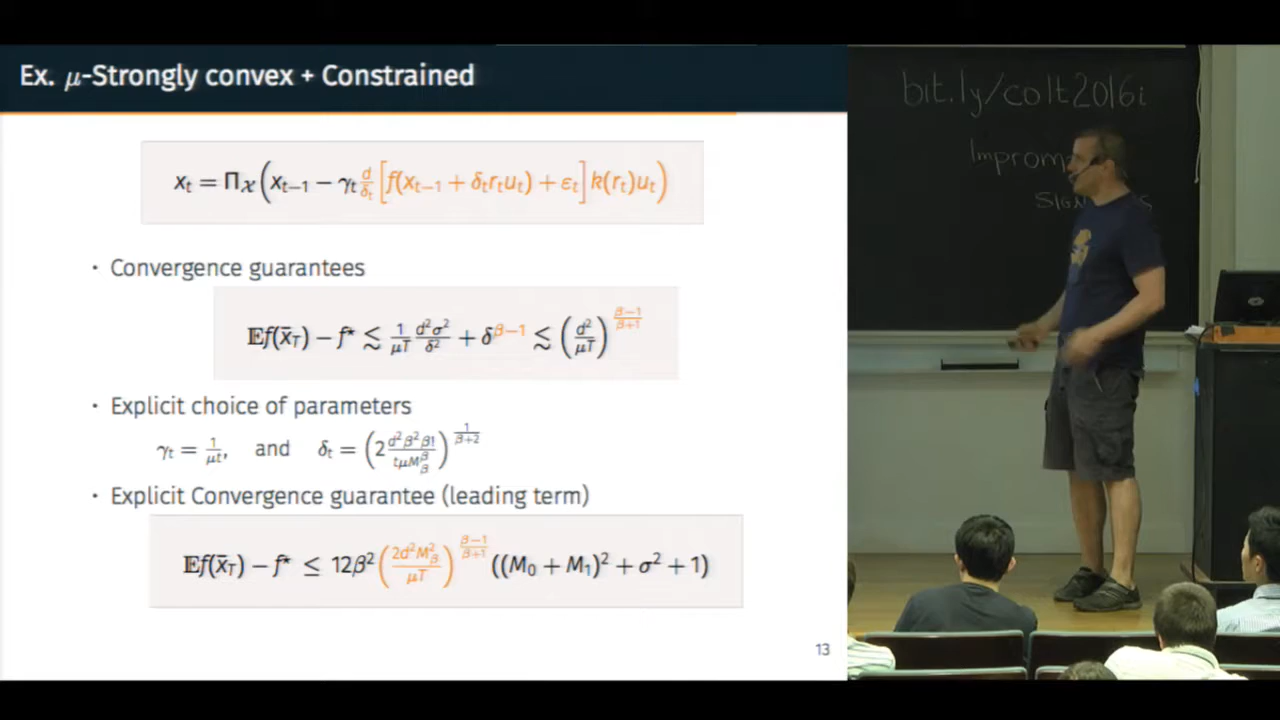 Ex. μ-Strongly convex + Constrained
x_t = Π_𝒳(x_{t−1} − γ_t d/δ_t [f(x_{t−1} + δ_t r_t u_t) + ε_t] k(r_t)u_t)
· Convergence guarantees
𝔼f(x̄_T) − f* ≲ 1/(μT) d²σ²/δ² + δ^{β−1} ≲ (d²/(μT))^{(β−1)/(β+1)}
· Explicit choice of parameters
γ_t = 1/(μt), and δ_t = (2 d²β²β!/(tμM_β^β))^{1/(β+2)}
· Explicit Convergence guarantee (leading term)
𝔼f(x̄_T) − f* ≤ 12β²(2d²M_β²/(μT))^{(β−1)/(β+1)} ((M_0 + M_1)² + σ² + 1)
13
bit.ly/colt2016i